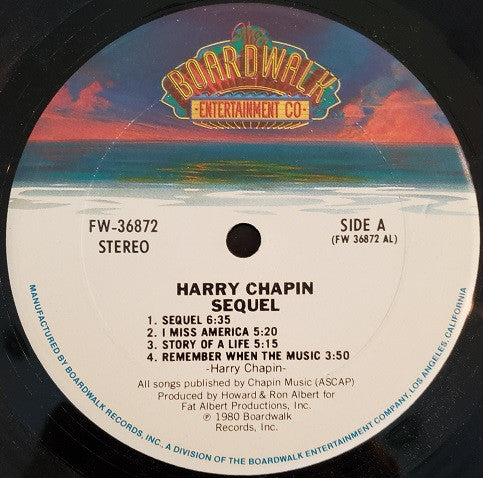 The
BOARDWALK
· ENTERTAINMENT CO ·
FW-36872
STEREO
SIDE A
(FW 36872 AL)
HARRY CHAPIN
SEQUEL
1. SEQUEL 6:35
2. I MISS AMERICA 5:20
3. STORY OF A LIFE 5:15
4. REMEMBER WHEN THE MUSIC 3:50
-Harry Chapin-
All songs published by Chapin Music (ASCAP)
Produced by Howard & Ron Albert for
Fat Albert Productions, Inc.
℗ 1980 Boardwalk
Records, Inc.
MANUFACTURED BY BOARDWALK RECORDS, INC. A DIVISION OF THE BOARDWALK ENTERTAINMENT COMPANY, LOS ANGELES, CALIFORNIA